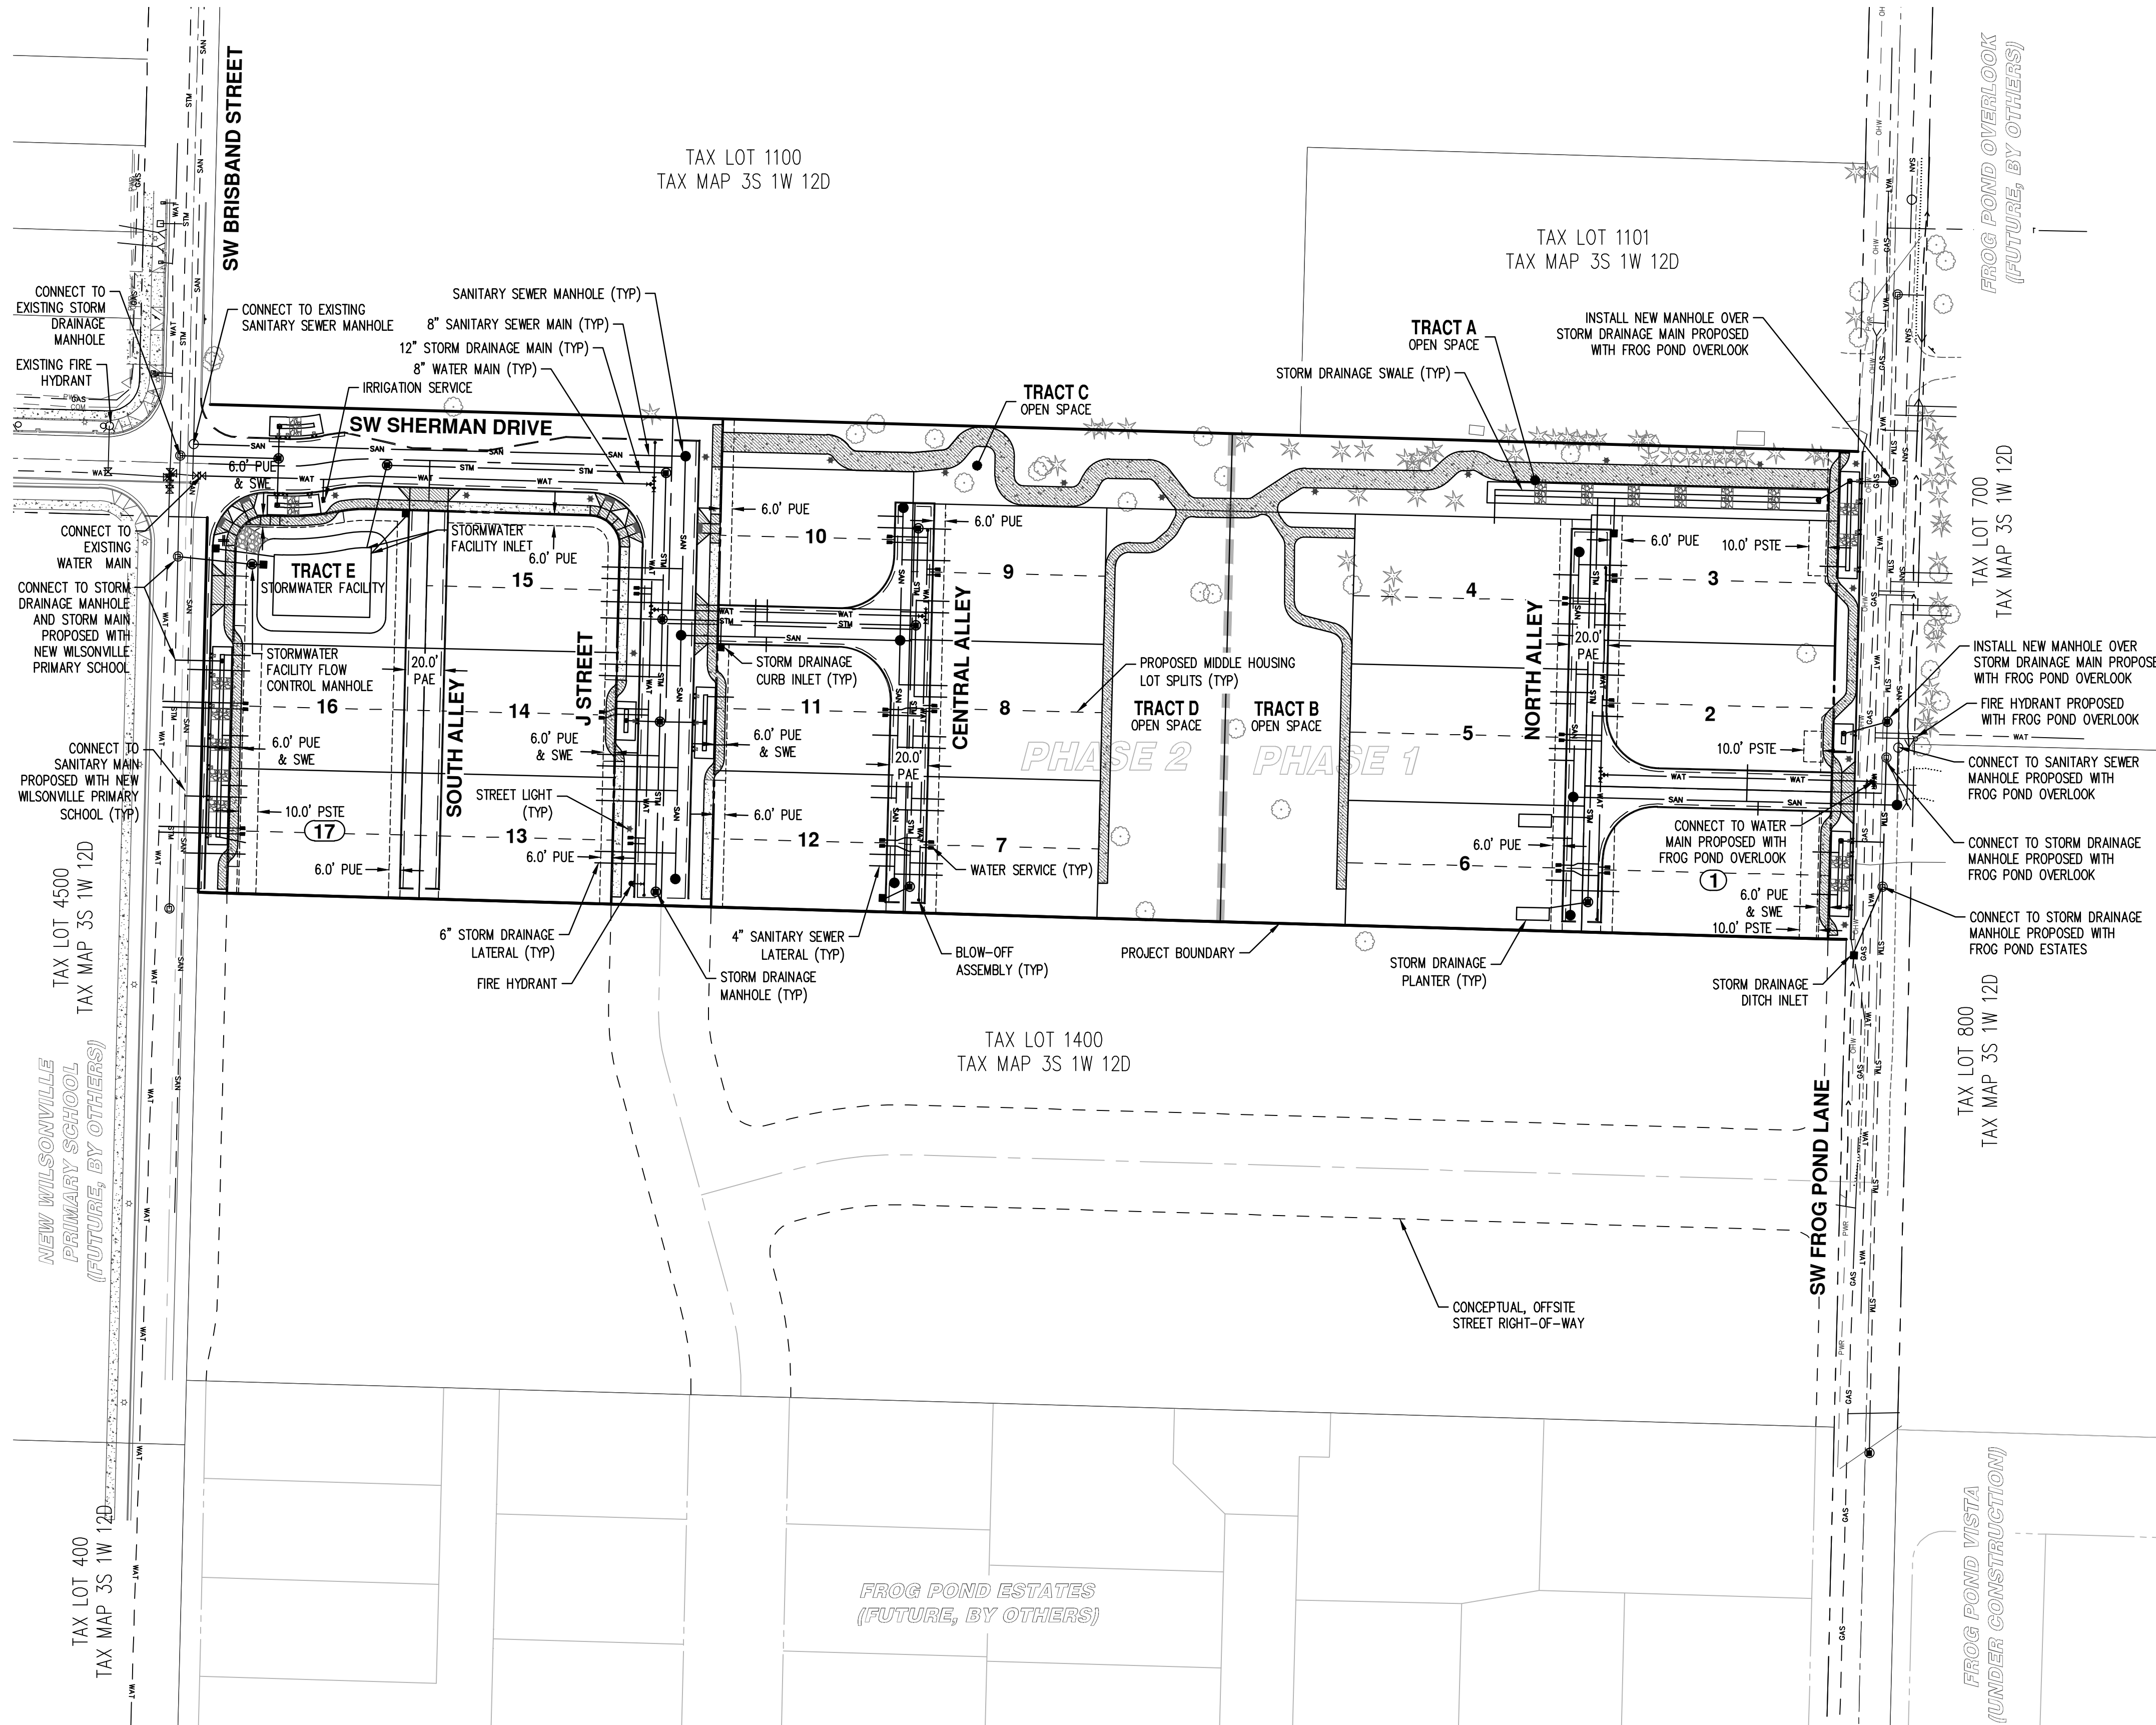 SW BRISBAND STREET
TAX LOT 1100
TAX MAP 3S 1W 12D
TAX LOT 1101
TAX MAP 3S 1W 12D
FROG POND OVERLOOK
(FUTURE, BY OTHERS)
CONNECT TO
EXISTING STORM
DRAINAGE
MANHOLE
EXISTING FIRE
HYDRANT
CONNECT TO EXISTING
SANITARY SEWER MANHOLE
SANITARY SEWER MANHOLE (TYP)
8" SANITARY SEWER MAIN (TYP)
12" STORM DRAINAGE MAIN (TYP)
8" WATER MAIN (TYP)
IRRIGATION SERVICE
SW SHERMAN DRIVE
TRACT C
OPEN SPACE
TRACT A
OPEN SPACE
STORM DRAINAGE SWALE (TYP)
INSTALL NEW MANHOLE OVER
STORM DRAINAGE MAIN PROPOSED
WITH FROG POND OVERLOOK
TAX LOT 700
TAX MAP 3S 1W 12D
6.0' PUE
& SWE
CONNECT TO
EXISTING
WATER MAIN
CONNECT TO STORM
DRAINAGE MANHOLE
AND STORM MAIN
PROPOSED WITH
NEW WILSONVILLE
PRIMARY SCHOOL
CONNECT TO
SANITARY MAIN
PROPOSED WITH NEW
WILSONVILLE PRIMARY
SCHOOL (TYP)
TRACT E
STORMWATER FACILITY
STORMWATER
FACILITY INLET
6.0' PUE
15
STORMWATER
FACILITY FLOW
CONTROL MANHOLE
20.0'
PAE
16
14
6.0' PUE
& SWE
SOUTH ALLEY
J STREET
6.0' PUE
& SWE
10.0' PSTE
17
6.0' PUE
STREET LIGHT
(TYP)
13
6.0' PUE
6.0' PUE
10
6.0' PUE
9
STORM DRAINAGE
CURB INLET (TYP)
CENTRAL ALLEY
11
6.0' PUE
& SWE
20.0'
PAE
8
PROPOSED MIDDLE HOUSING
LOT SPLITS (TYP)
TRACT D
OPEN SPACE
TRACT B
OPEN SPACE
PHASE 2
PHASE 1
6.0' PUE
12
7
WATER SERVICE (TYP)
4
5
6
NORTH ALLEY
20.0'
PAE
6.0' PUE
6.0' PUE
10.0' PSTE
3
2
10.0' PSTE
CONNECT TO WATER
MAIN PROPOSED WITH
FROG POND OVERLOOK
1
6.0' PUE
& SWE
10.0' PSTE
INSTALL NEW MANHOLE OVER
STORM DRAINAGE MAIN PROPOSE
WITH FROG POND OVERLOOK
FIRE HYDRANT PROPOSED
WITH FROG POND OVERLOOK
CONNECT TO SANITARY SEWER
MANHOLE PROPOSED WITH
FROG POND OVERLOOK
CONNECT TO STORM DRAINAGE
MANHOLE PROPOSED WITH
FROG POND OVERLOOK
CONNECT TO STORM DRAINAGE
MANHOLE PROPOSED WITH
FROG POND ESTATES
6" STORM DRAINAGE
LATERAL (TYP)
FIRE HYDRANT
4" SANITARY SEWER
LATERAL (TYP)
STORM DRAINAGE
MANHOLE (TYP)
BLOW-OFF
ASSEMBLY (TYP)
PROJECT BOUNDARY
STORM DRAINAGE
PLANTER (TYP)
STORM DRAINAGE
DITCH INLET
TAX LOT 4500
TAX MAP 3S 1W 12D
TAX LOT 1400
TAX MAP 3S 1W 12D
TAX LOT 800
TAX MAP 3S 1W 12D
NEW WILSONVILLE
PRIMARY SCHOOL
(FUTURE, BY OTHERS)
SW FROG POND LANE
CONCEPTUAL, OFFSITE
STREET RIGHT-OF-WAY
TAX LOT 400
TAX MAP 3S 1W 12D
FROG POND ESTATES
(FUTURE, BY OTHERS)
FROG POND VISTA
(UNDER CONSTRUCTION)